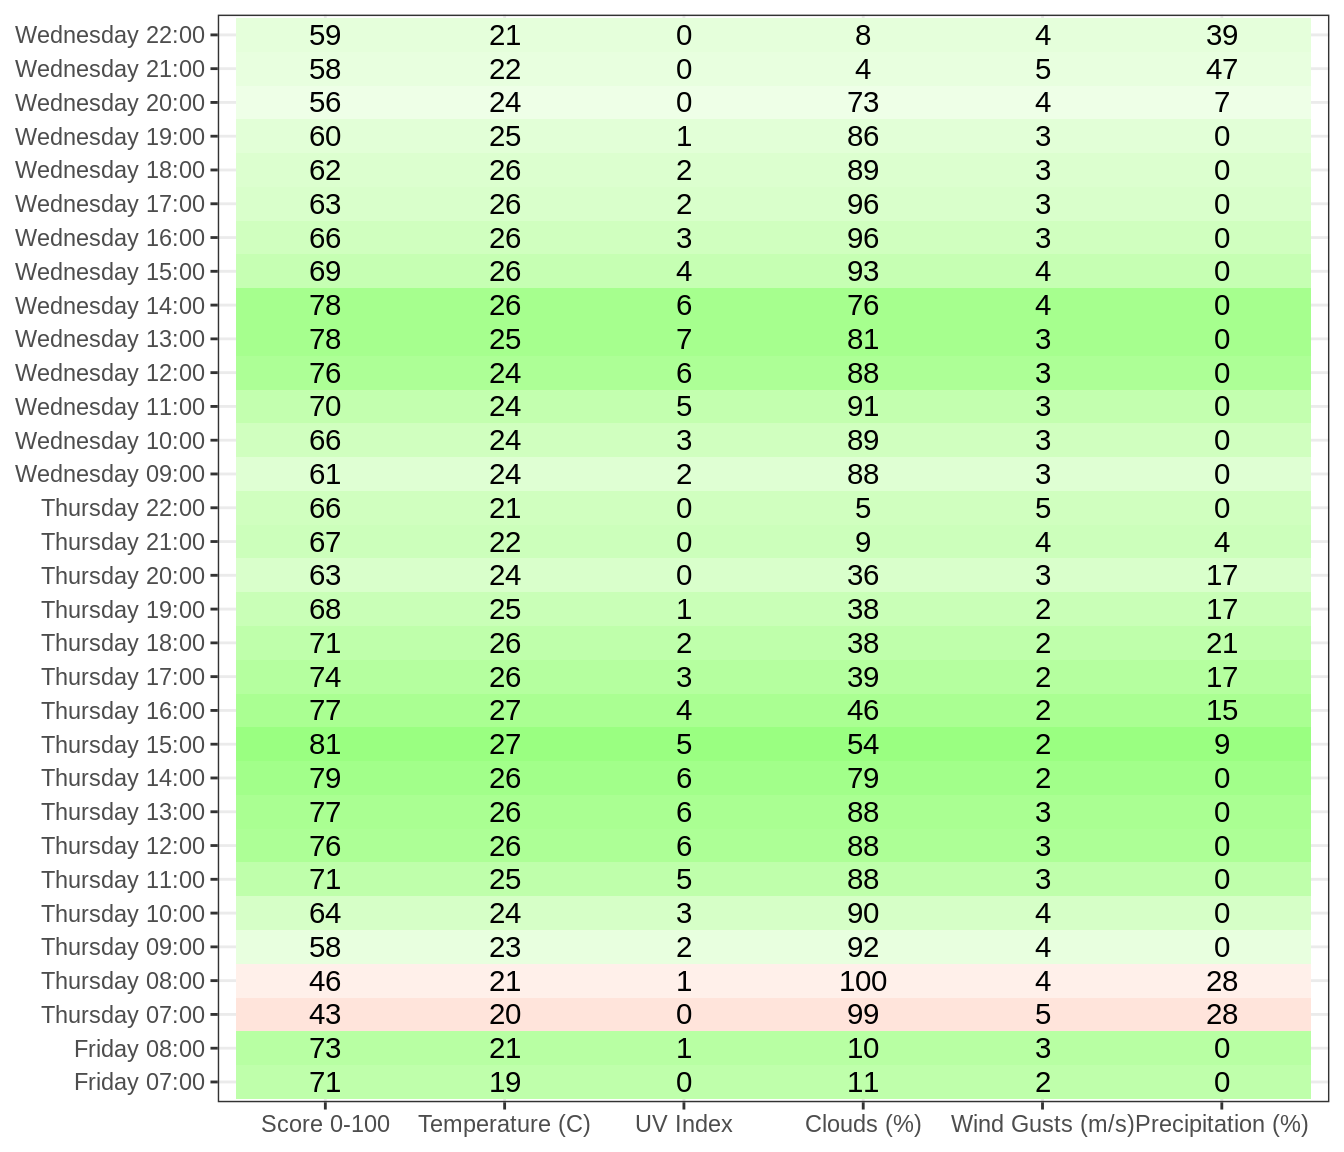 Wednesday 22:00 59 21 0 8 4 39
Wednesday 21:00 58 22 0 4 5 47
Wednesday 20:00 56 24 0 73 4 7
Wednesday 19:00 60 25 1 86 3 0
Wednesday 18:00 62 26 2 89 3 0
Wednesday 17:00 63 26 2 96 3 0
Wednesday 16:00 66 26 3 96 3 0
Wednesday 15:00 69 26 4 93 4 0
Wednesday 14:00 78 26 6 76 4 0
Wednesday 13:00 78 25 7 81 3 0
Wednesday 12:00 76 24 6 88 3 0
Wednesday 11:00 70 24 5 91 3 0
Wednesday 10:00 66 24 3 89 3 0
Wednesday 09:00 61 24 2 88 3 0
Thursday 22:00 66 21 0 5 5 0
Thursday 21:00 67 22 0 9 4 4
Thursday 20:00 63 24 0 36 3 17
Thursday 19:00 68 25 1 38 2 17
Thursday 18:00 71 26 2 38 2 21
Thursday 17:00 74 26 3 39 2 17
Thursday 16:00 77 27 4 46 2 15
Thursday 15:00 81 27 5 54 2 9
Thursday 14:00 79 26 6 79 2 0
Thursday 13:00 77 26 6 88 3 0
Thursday 12:00 76 26 6 88 3 0
Thursday 11:00 71 25 5 88 3 0
Thursday 10:00 64 24 3 90 4 0
Thursday 09:00 58 23 2 92 4 0
Thursday 08:00 46 21 1 100 4 28
Thursday 07:00 43 20 0 99 5 28
Friday 08:00 73 21 1 10 3 0
Friday 07:00 71 19 0 11 2 0
Score 0-100 Temperature (C) UV Index Clouds (%) Wind Gusts (m/s) Precipitation (%)